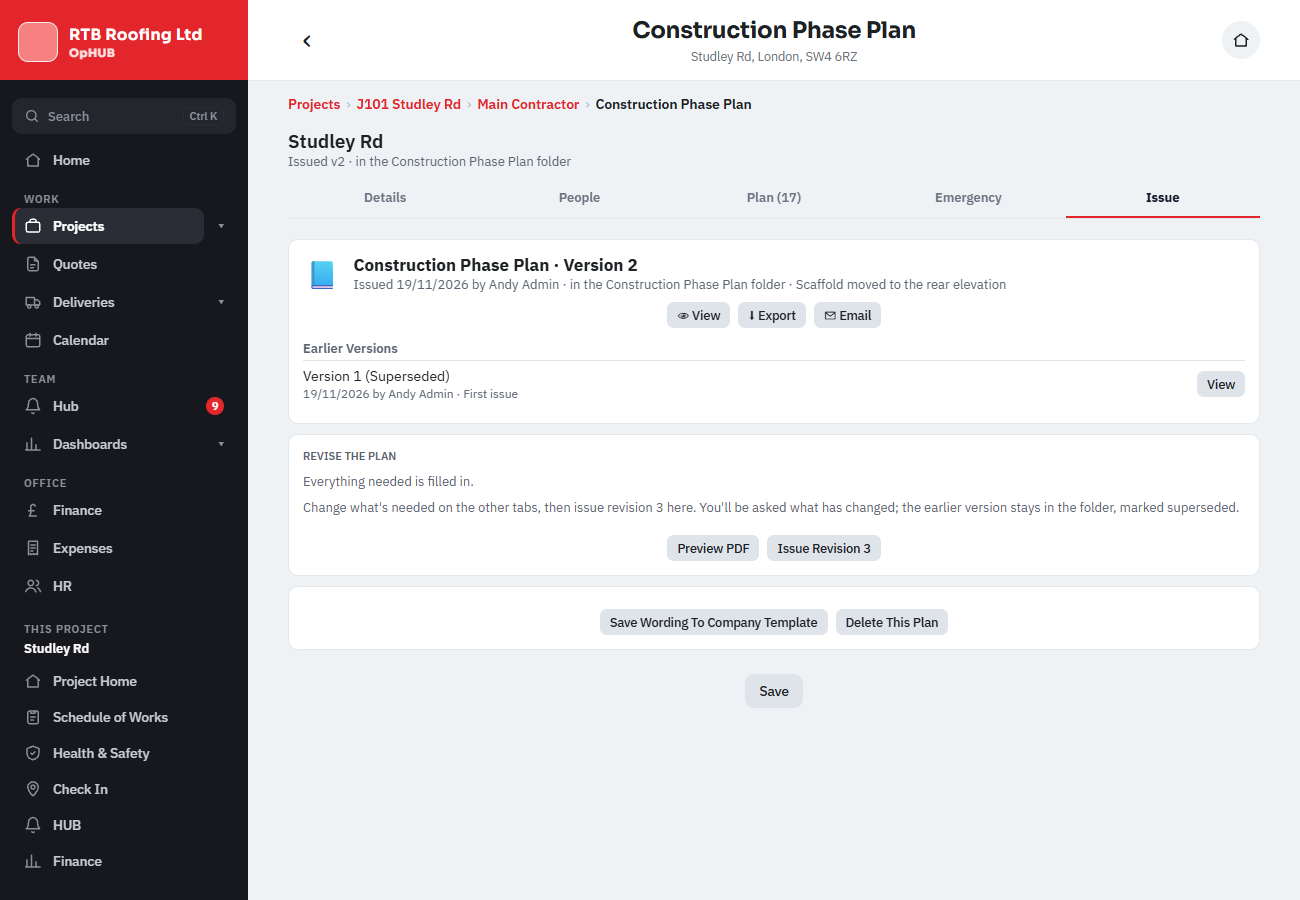 RTB Roofing Ltd
OpHUB
Search
Ctrl K
Home
WORK
Projects
Quotes
Deliveries
Calendar
TEAM
Hub
9
Dashboards
OFFICE
Finance
Expenses
HR
THIS PROJECT
Studley Rd
Project Home
Schedule of Works
Health & Safety
Check In
HUB
Finance
Construction Phase Plan
Studley Rd, London, SW4 6RZ
Projects › J101 Studley Rd › Main Contractor › Construction Phase Plan
Studley Rd
Issued v2 · in the Construction Phase Plan folder
Details
People
Plan (17)
Emergency
Issue
Construction Phase Plan · Version 2
Issued 19/11/2026 by Andy Admin · in the Construction Phase Plan folder · Scaffold moved to the rear elevation
View
Export
Email
Earlier Versions
Version 1 (Superseded)
19/11/2026 by Andy Admin · First issue
View
REVISE THE PLAN
Everything needed is filled in.
Change what's needed on the other tabs, then issue revision 3 here. You'll be asked what has changed; the earlier version stays in the folder, marked superseded.
Preview PDF
Issue Revision 3
Save Wording To Company Template
Delete This Plan
Save